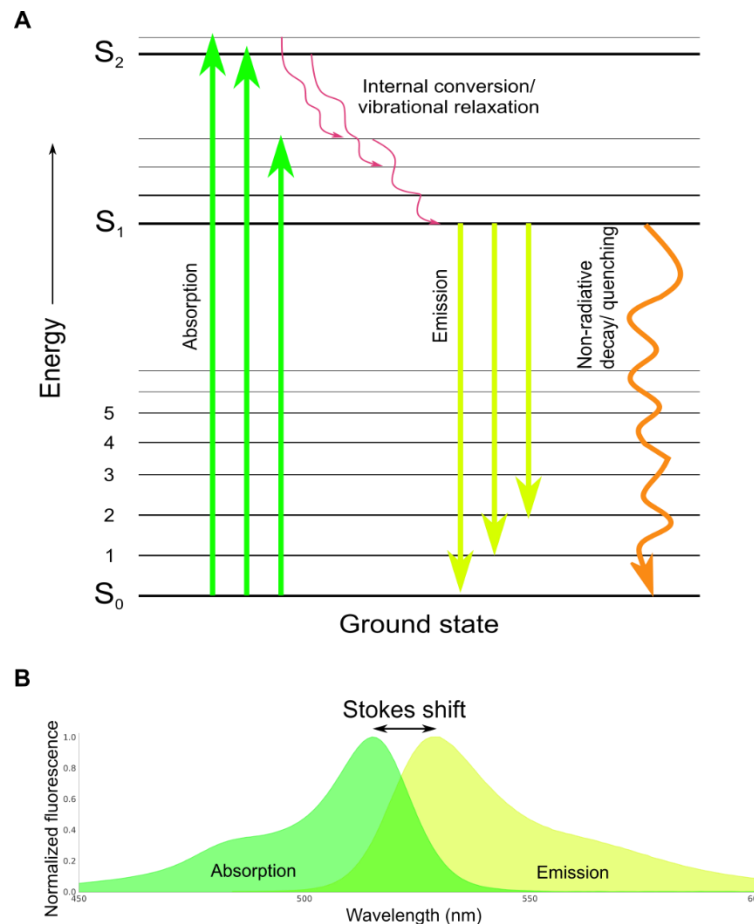 A
S2
Internal conversion/
vibrational relaxation
S1
Energy
Absorption
Emission
Non-radiative
decay/ quenching
5
4
3
2
1
S0
Ground state
B
Stokes shift
Normalized fluorescence
1.0
0.8
0.6
0.4
0.2
0.0
Absorption
Emission
450
500
550
Wavelength (nm)